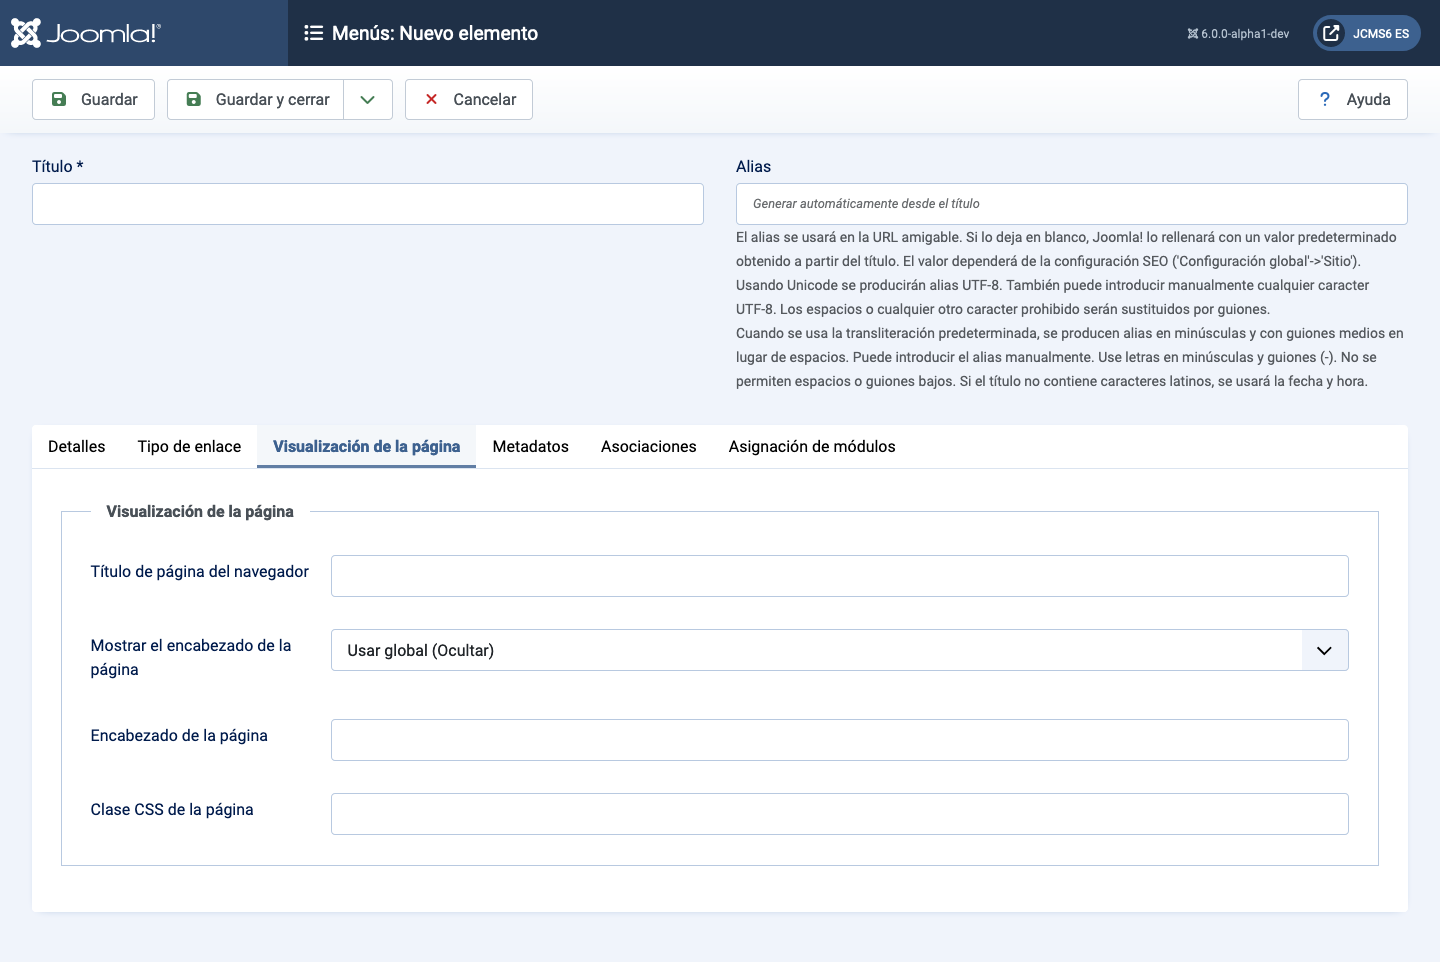 Joomla!®
Menús: Nuevo elemento
6.0.0-alpha1-dev
JCMS6 ES
Guardar
Guardar y cerrar
Cancelar
? Ayuda
Título *
Alias
Generar automáticamente desde el título
El alias se usará en la URL amigable. Si lo deja en blanco, Joomla! lo rellenará con un valor predeterminado
obtenido a partir del título. El valor dependerá de la configuración SEO ('Configuración global'->'Sitio').
Usando Unicode se producirán alias UTF-8. También puede introducir manualmente cualquier caracter
UTF-8. Los espacios o cualquier otro caracter prohibido serán sustituidos por guiones.
Cuando se usa la transliteración predeterminada, se producen alias en minúsculas y con guiones medios en
lugar de espacios. Puede introducir el alias manualmente. Use letras en minúsculas y guiones (-). No se
permiten espacios o guiones bajos. Si el título no contiene caracteres latinos, se usará la fecha y hora.
Detalles
Tipo de enlace
Visualización de la página
Metadatos
Asociaciones
Asignación de módulos
Visualización de la página
Título de página del navegador
Mostrar el encabezado de la
página
Usar global (Ocultar)
Encabezado de la página
Clase CSS de la página